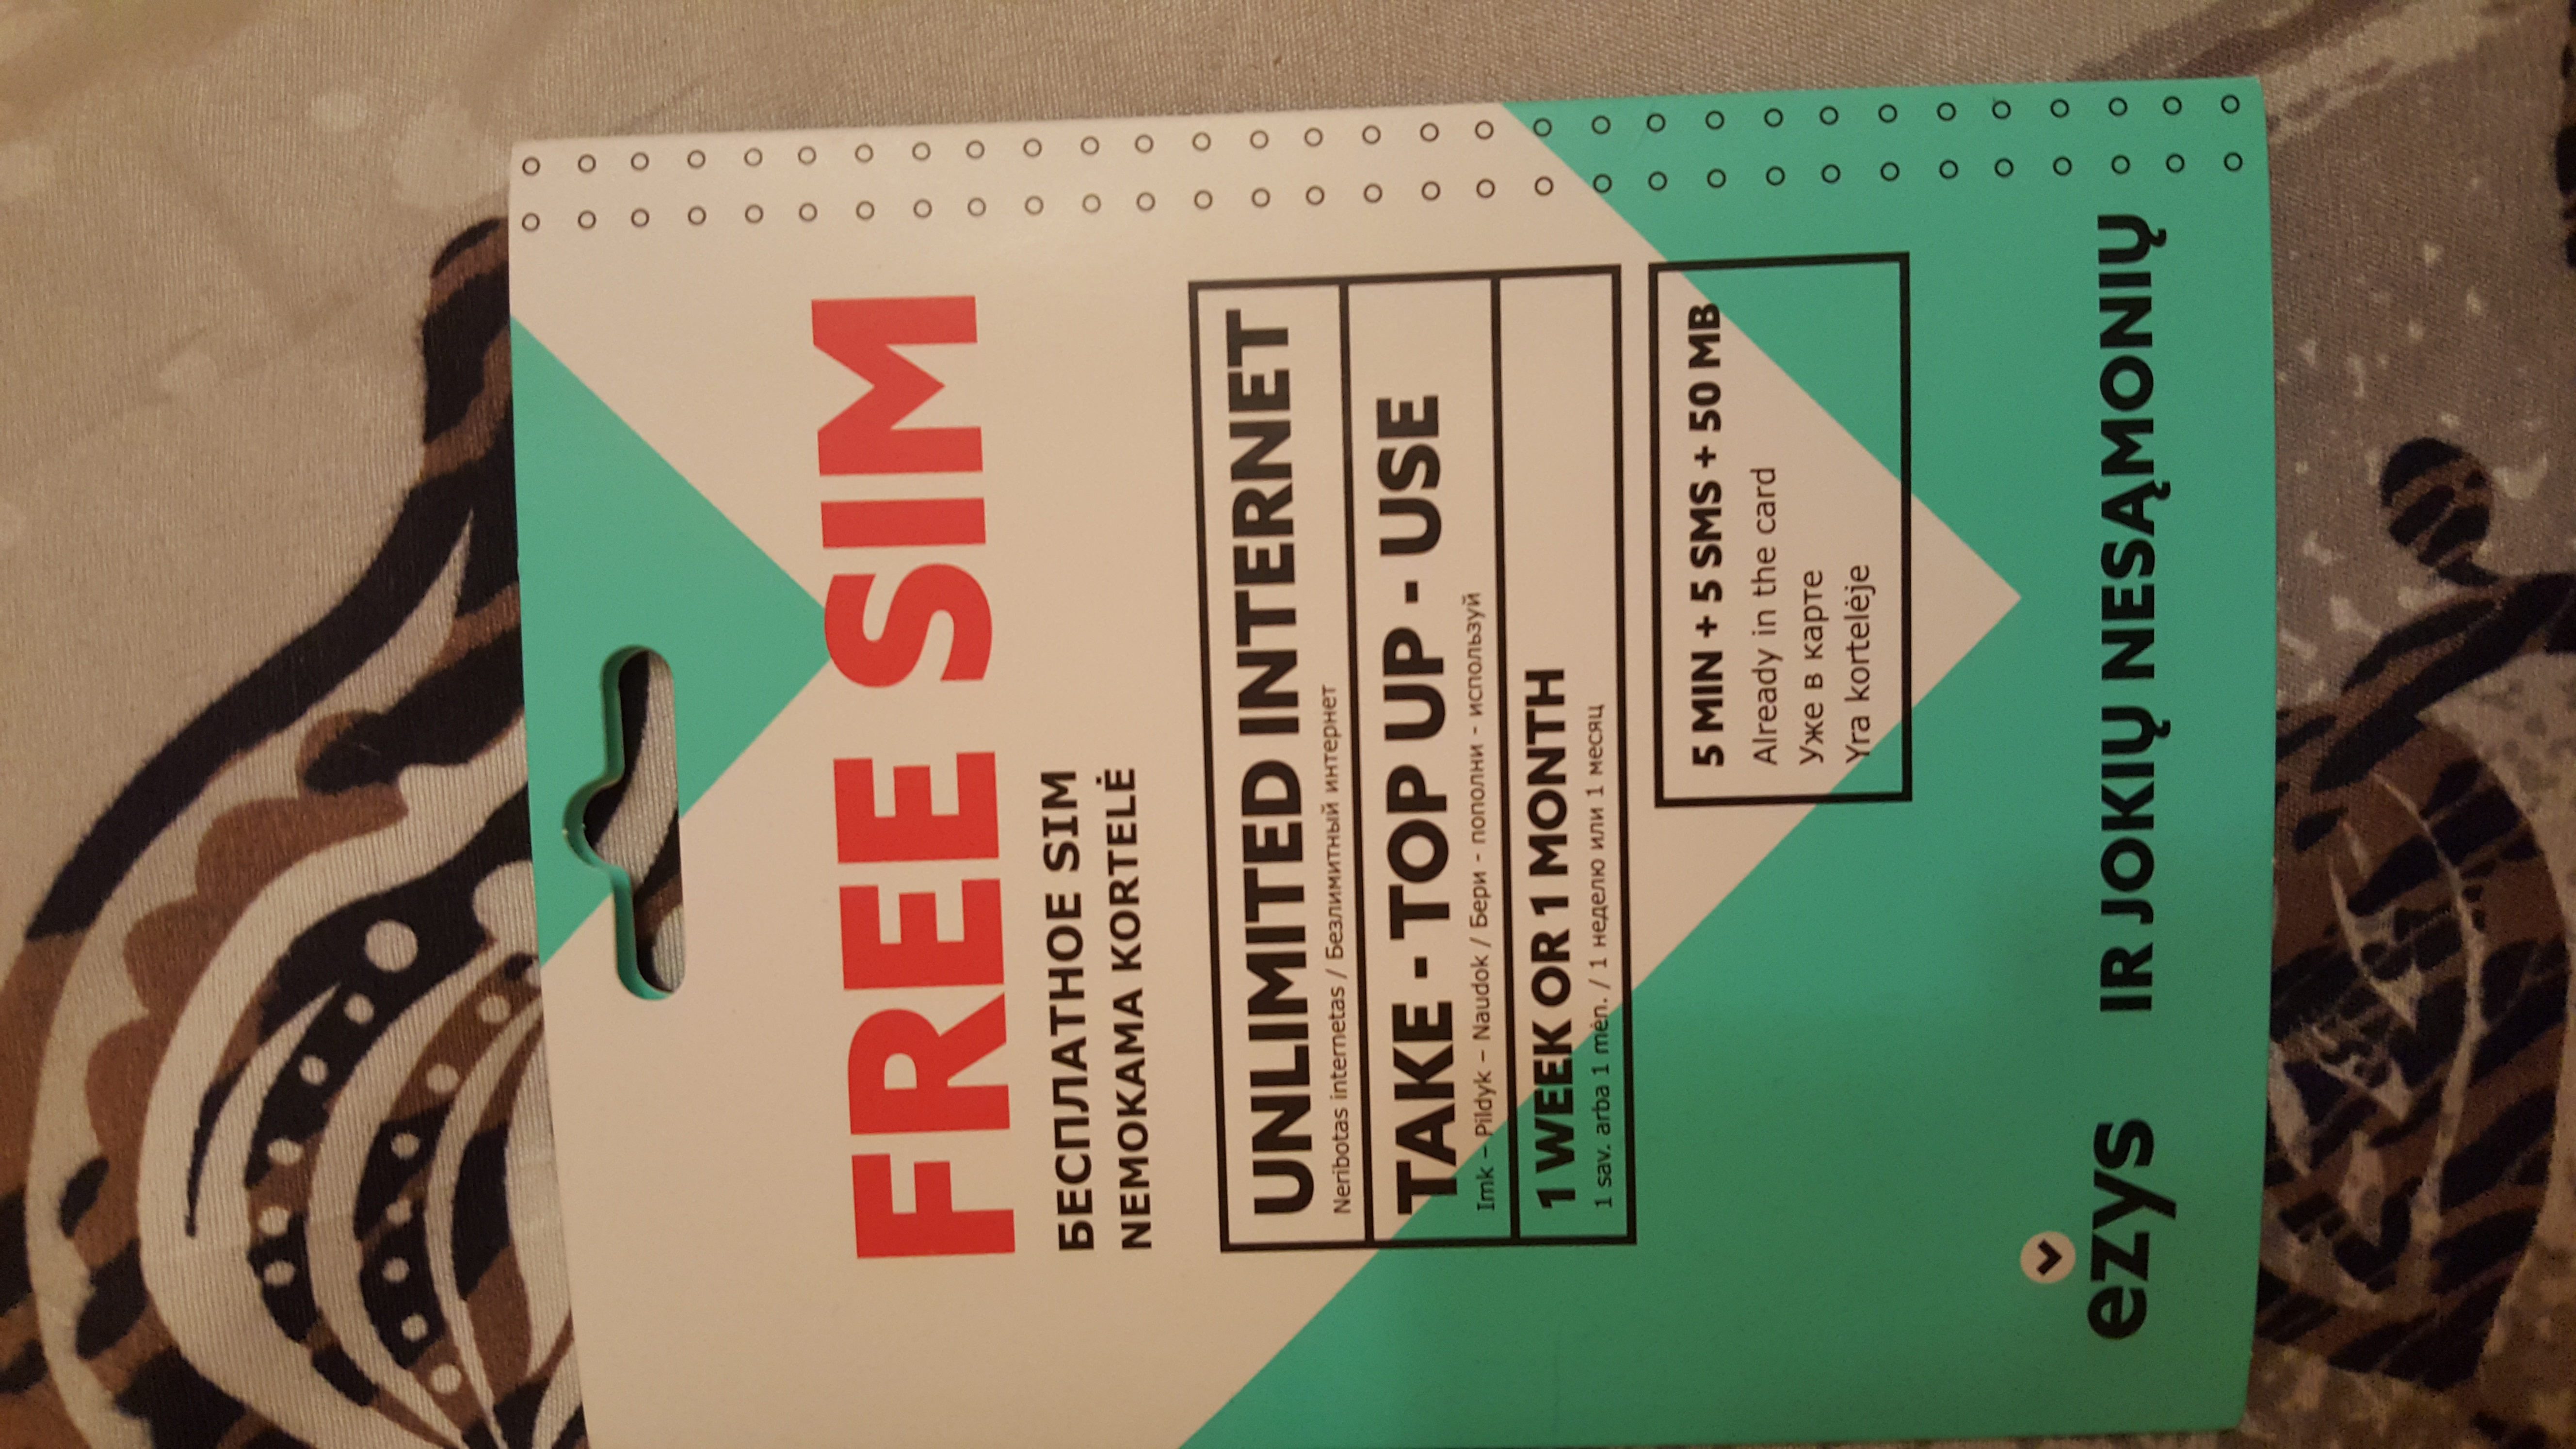 FREE SIM
БЕСПЛАТНОЕ SIM
NEMOKAMA KORTELĖ
UNLIMITED INTERNET
Neribotas internetas / Безлимитный интернет
TAKE - TOP UP - USE
Imk – Pildyk – Naudok / Бери - пополни - используй
1 WEEK OR 1 MONTH
1 sav. arba 1 mėn. / 1 неделю или 1 месяц
5 MIN + 5 SMS + 50 MB
Already in the card
Уже в карте
Yra kortelėje
ežys IR JOKIŲ NESĄMONIŲ